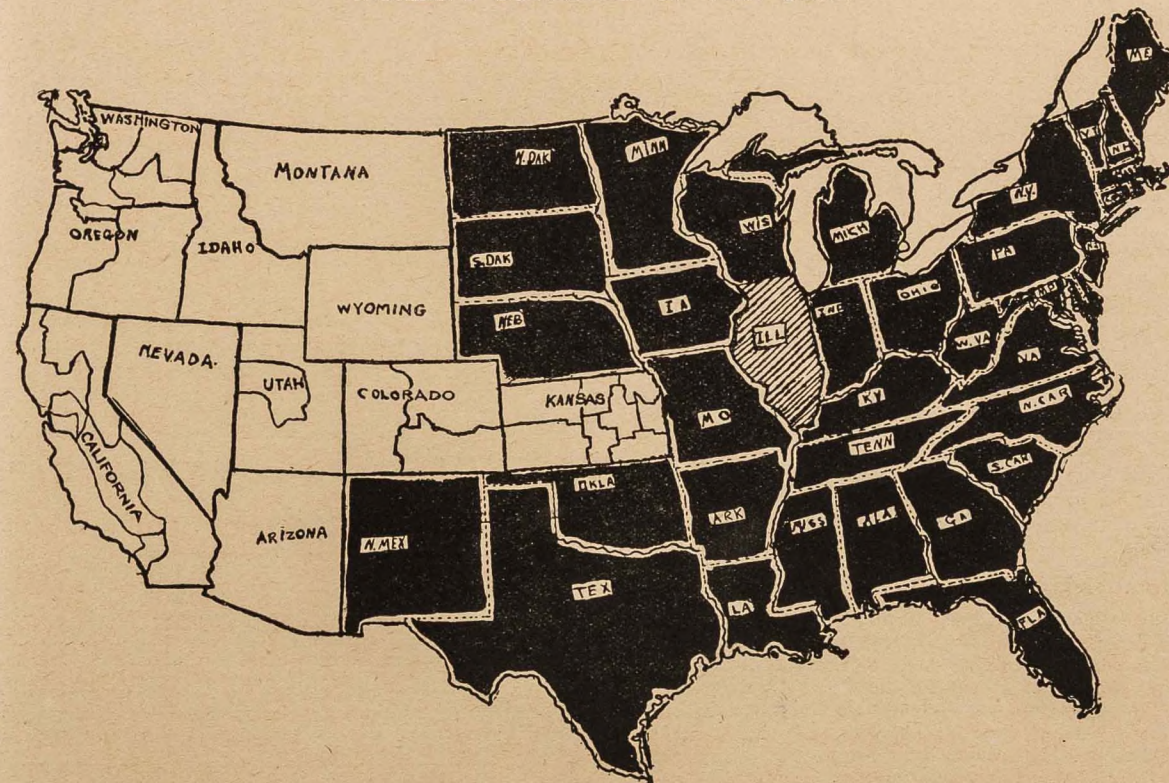 WASHINGTON
MONTANA
OREGON
IDAHO
WYOMING
NEVADA.
UTAH
COLORADO
KANSAS
CALIFORNIA
ARIZONA
N. DAK
S. DAK
NEB
MINN
WIS
MICH
IA
ILL
IND
OHIO
MO
KY
TENN
W. VA
VA
N. CAR
S. CAR
PA
N.Y.
ME
OKLA
ARK
N. MEX
TEX
LA
MISS
ALA
GA
FLA
VT
MD